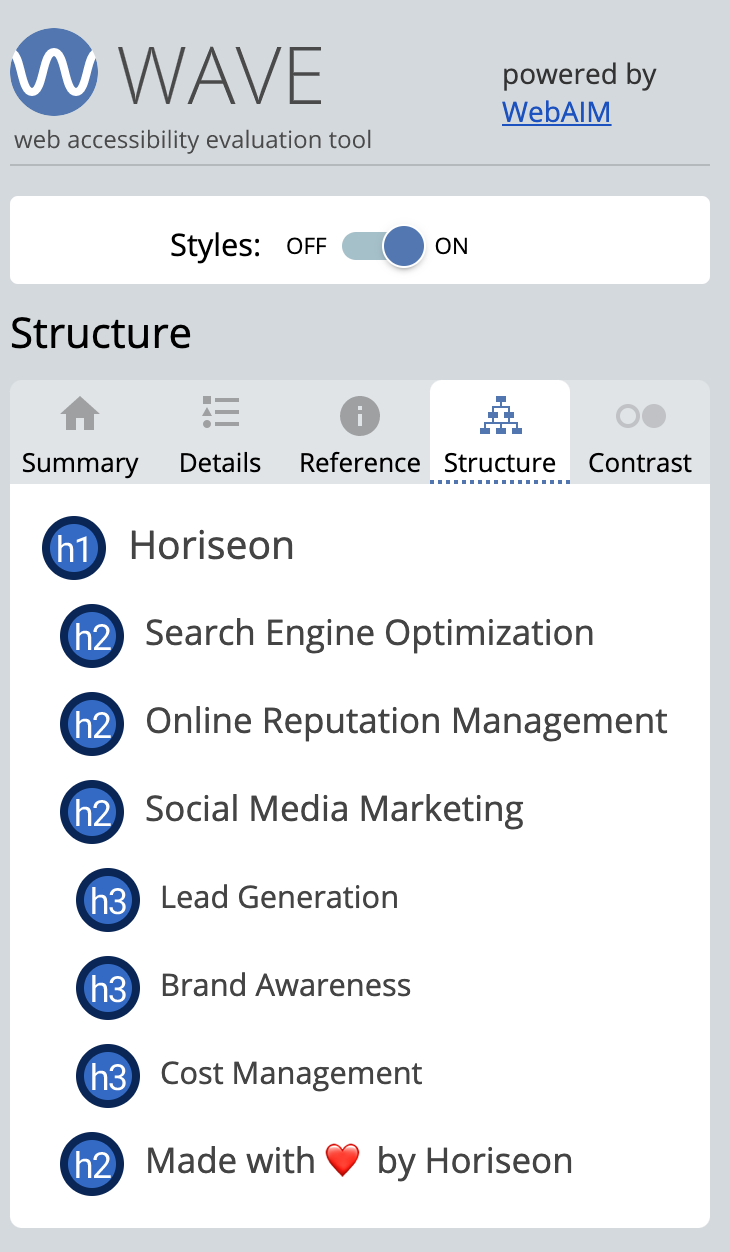 WAVE
powered by
WebAIM
web accessibility evaluation tool
Styles: OFF ON
Structure
Summary Details Reference Structure Contrast
h1 Horiseon
h2 Search Engine Optimization
h2 Online Reputation Management
h2 Social Media Marketing
h3 Lead Generation
h3 Brand Awareness
h3 Cost Management
h2 Made with ❤️ by Horiseon